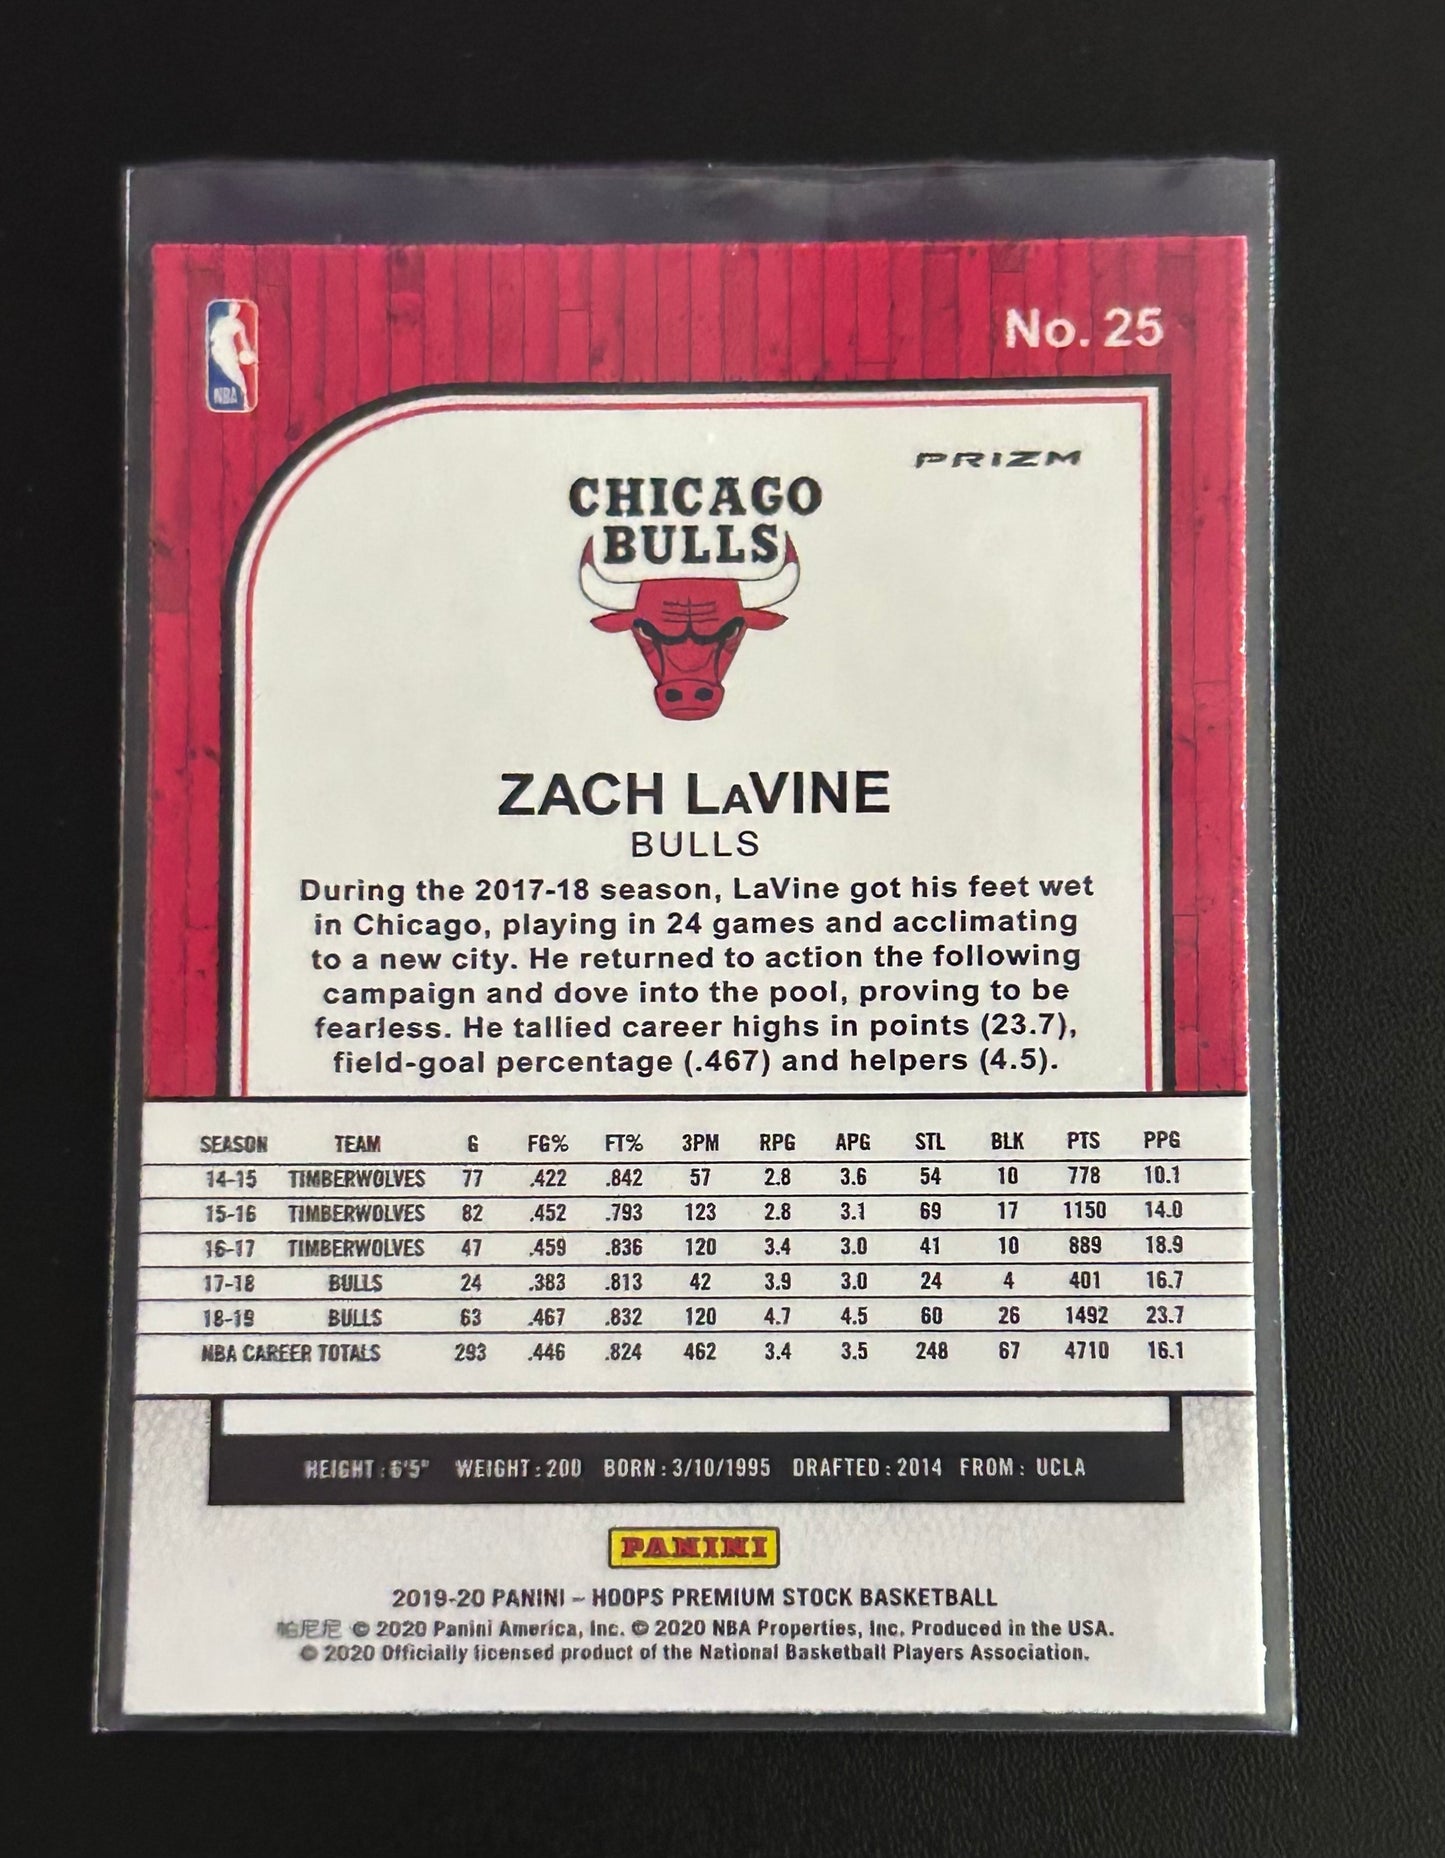 No. 25
NBA
PRIZM
CHICAGO
BULLS
ZACH LaVINE
BULLS
During the 2017-18 season, LaVine got his feet wet
in Chicago, playing in 24 games and acclimating
to a new city. He returned to action the following
campaign and dove into the pool, proving to be
fearless. He tallied career highs in points (23.7),
field-goal percentage (.467) and helpers (4.5).
SEASON TEAM G FG% FT% 3PM RPG APG STL BLK PTS PPG
14-15 TIMBERWOLVES 77 .422 .842 57 2.8 3.6 54 10 778 10.1
15-16 TIMBERWOLVES 82 .452 .793 123 2.8 3.1 69 17 1150 14.0
16-17 TIMBERWOLVES 47 .459 .836 120 3.4 3.0 41 10 889 18.9
17-18 BULLS 24 .383 .813 42 3.9 3.0 24 4 401 16.7
18-19 BULLS 63 .467 .832 120 4.7 4.5 60 26 1492 23.7
NBA CAREER TOTALS 293 .446 .824 462 3.4 3.5 248 67 4710 16.1
HEIGHT : 6'5" WEIGHT : 200 BORN : 3/10/1995 DRAFTED : 2014 FROM : UCLA
PANINI
2019-20 PANINI – HOOPS PREMIUM STOCK BASKETBALL
帕尼尼 © 2020 Panini America, Inc. © 2020 NBA Properties, Inc. Produced in the USA.
© 2020 Officially licensed product of the National Basketball Players Association.